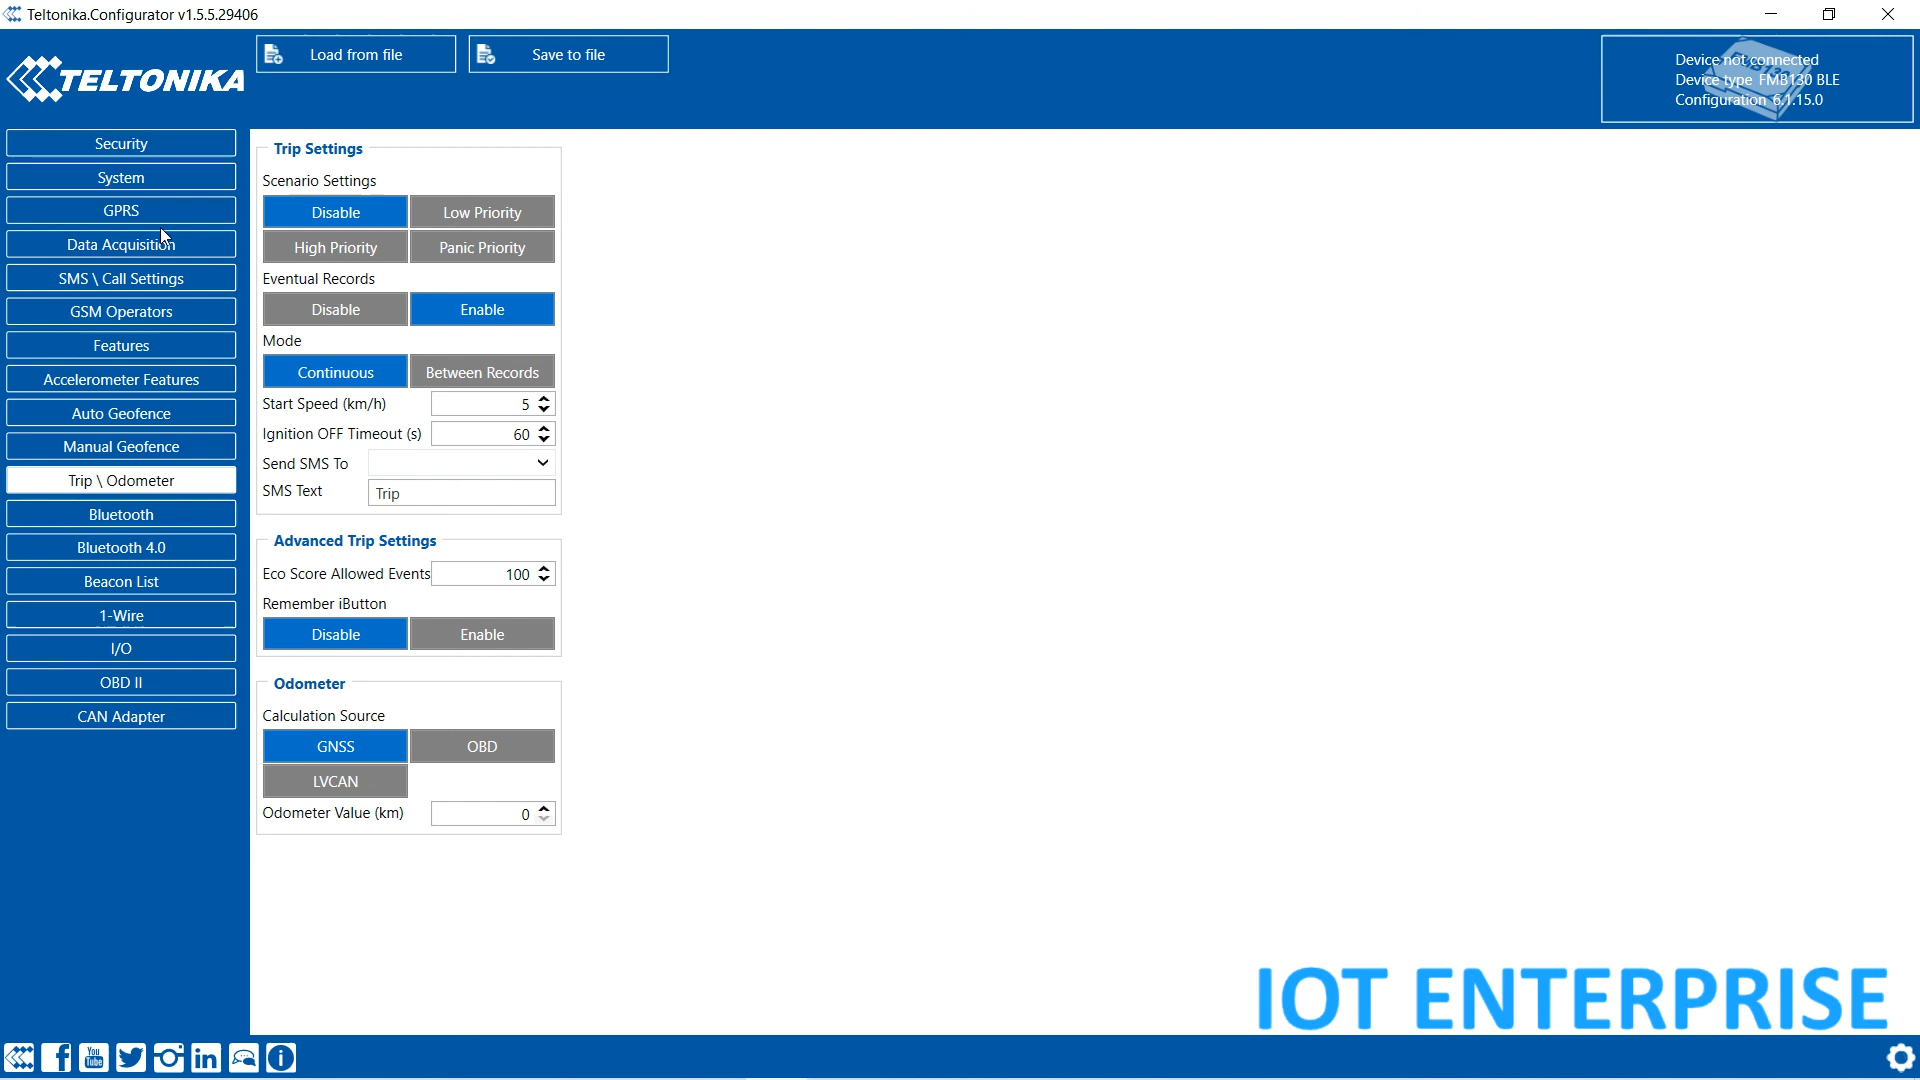 Teltonika.Configurator v1.5.5.29406
TELTONIKA
Load from file
Save to file
Device not connected
Device type FMB130 BLE
Configuration 6.1.15.0
Security
System
GPRS
Data Acquisition
SMS \ Call Settings
GSM Operators
Features
Accelerometer Features
Auto Geofence
Manual Geofence
Trip \ Odometer
Bluetooth
Bluetooth 4.0
Beacon List
1-Wire
I/O
OBD II
CAN Adapter
Trip Settings
Scenario Settings
Disable Low Priority
High Priority Panic Priority
Eventual Records
Disable Enable
Mode
Continuous Between Records
Start Speed (km/h) 5
Ignition OFF Timeout (s) 60
Send SMS To
SMS Text Trip
Advanced Trip Settings
Eco Score Allowed Events 100
Remember iButton
Disable Enable
Odometer
Calculation Source
GNSS OBD
LVCAN
Odometer Value (km) 0
IOT ENTERPRISE
You
Tube